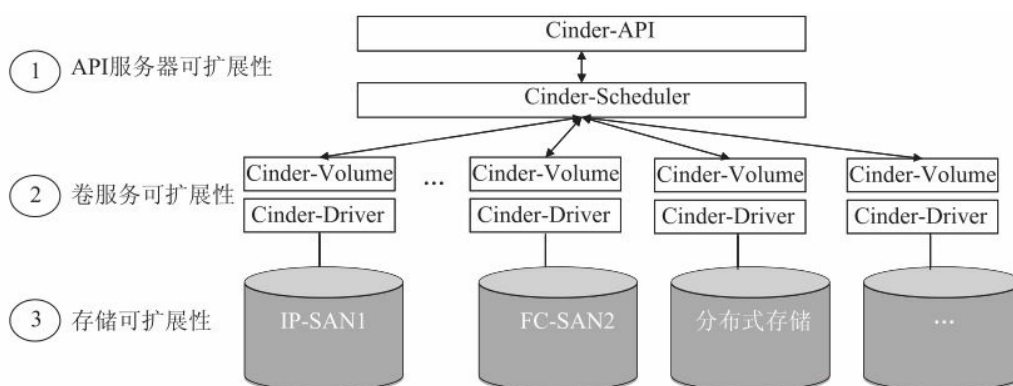 Cinder-API
1 API服务器可扩展性
Cinder-Scheduler
Cinder-Volume ... Cinder-Volume Cinder-Volume Cinder-Volume
2 卷服务可扩展性
Cinder-Driver Cinder-Driver Cinder-Driver Cinder-Driver
3 存储可扩展性 IP-SAN1 FC-SAN2 分布式存储 ...